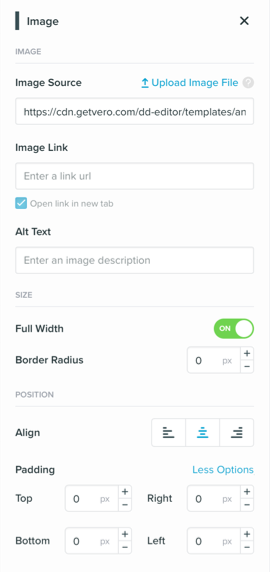 Image
IMAGE
Image Source Upload Image File ?
https://cdn.getvero.com/dd-editor/templates/an
Image Link
Enter a link url
Open link in new tab
Alt Text
Enter an image description
SIZE
Full Width ON
Border Radius 0 px + −
POSITION
Align
Padding Less Options
Top 0 px + − Right 0 px + −
Bottom 0 px + − Left 0 px + −